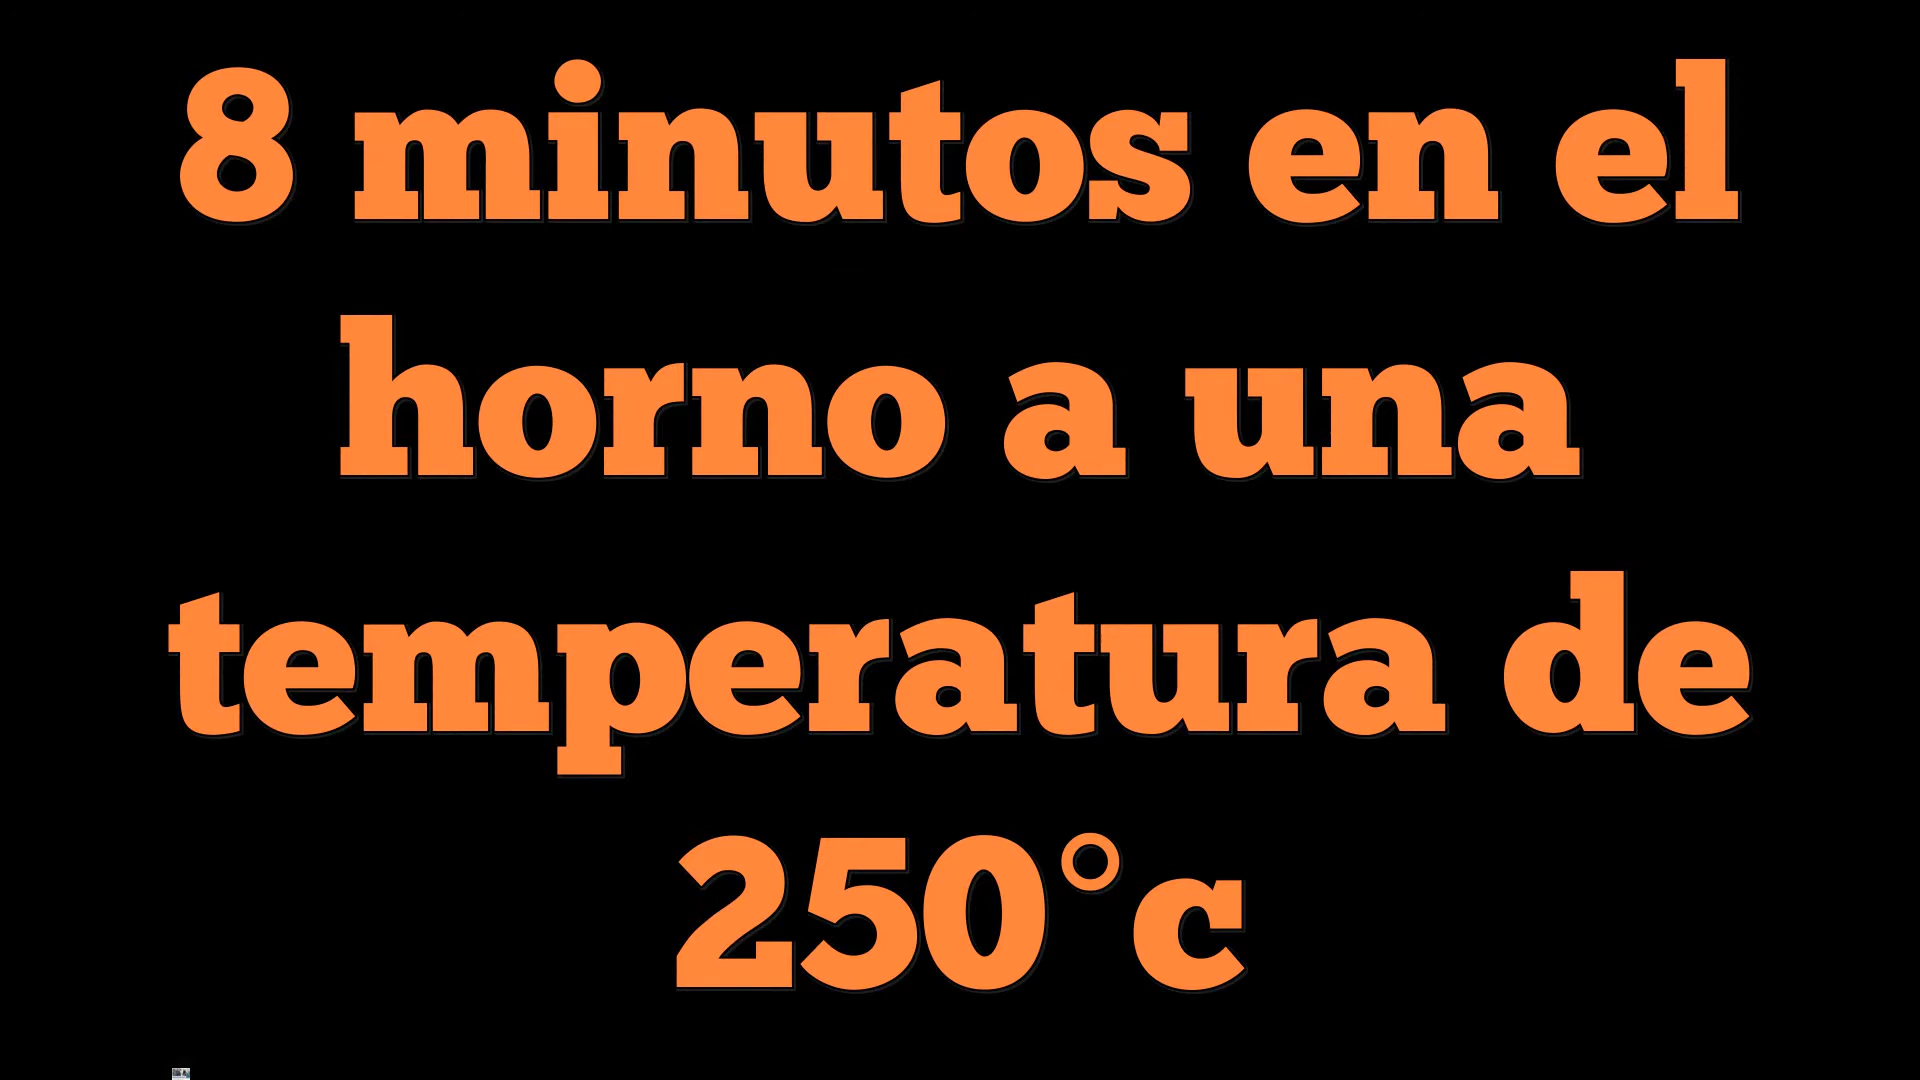 8 minutos en el
horno a una
temperatura de
250°c